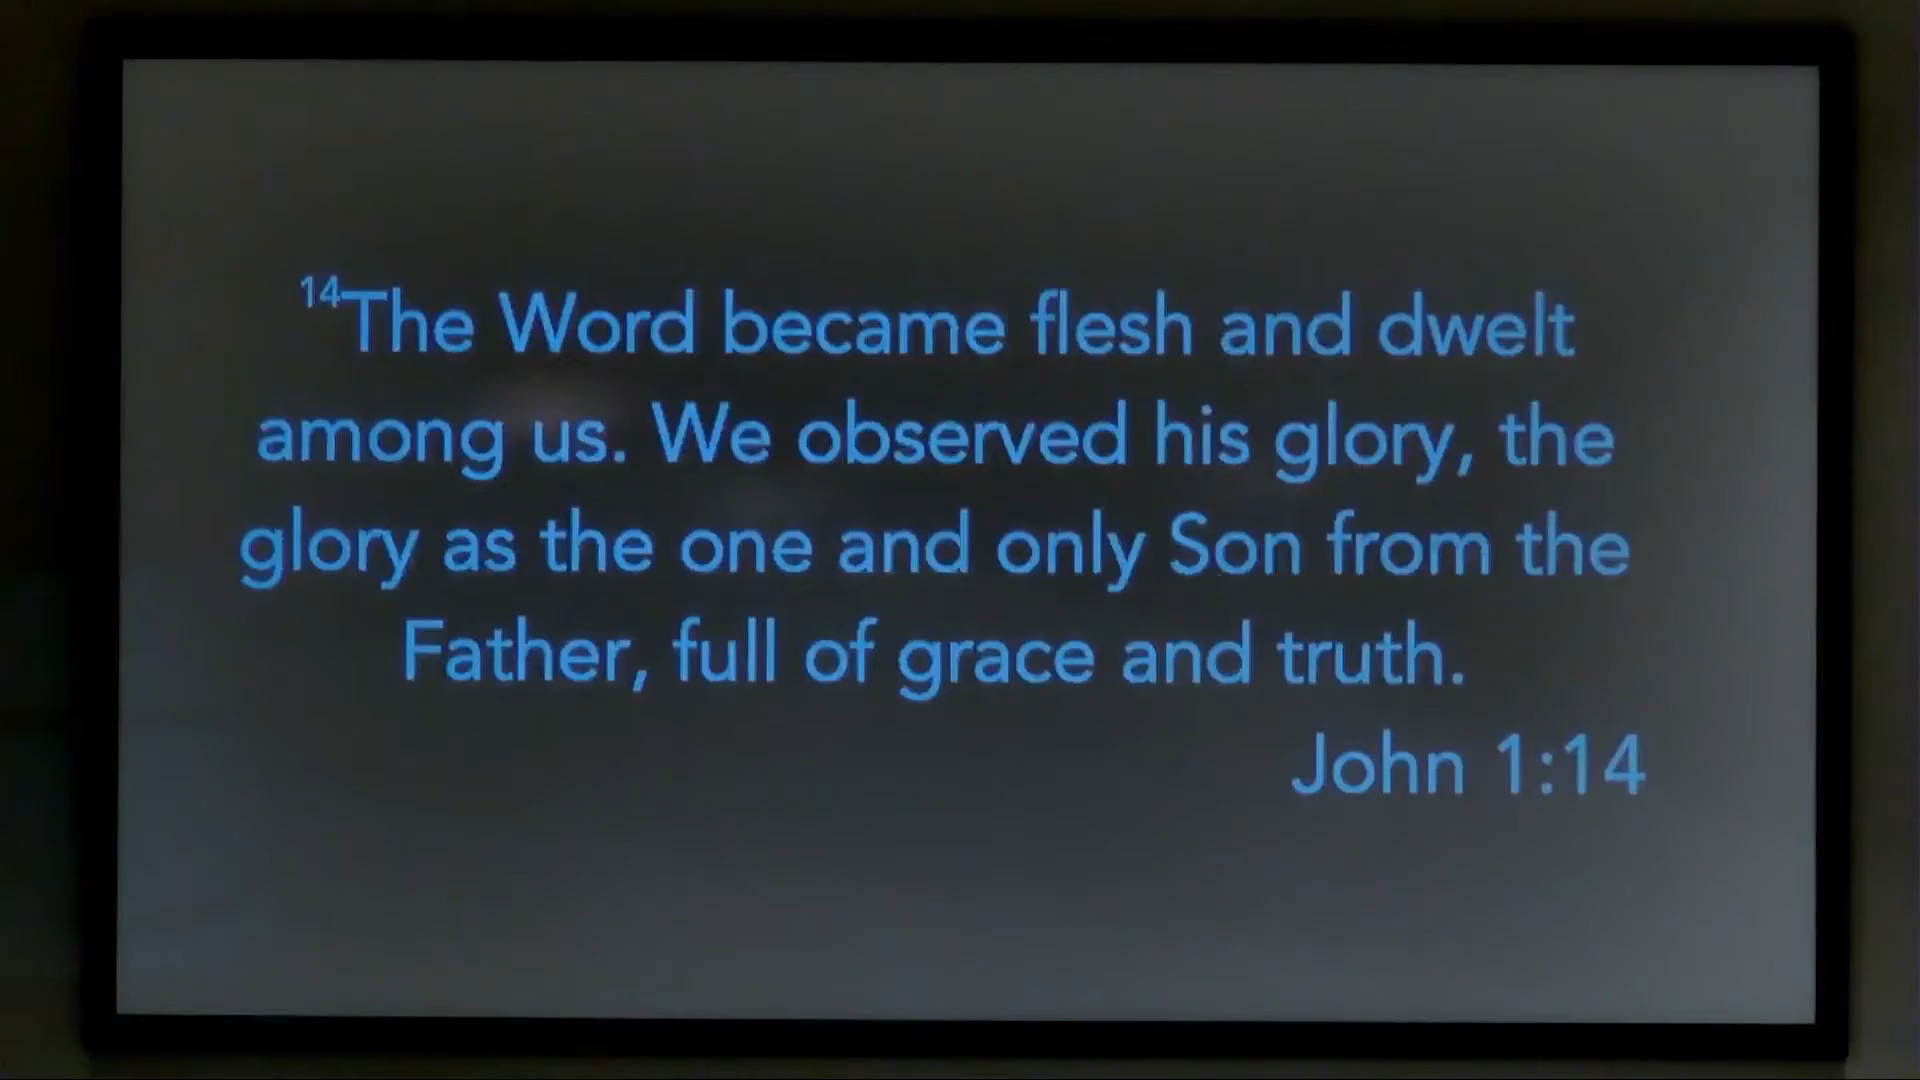 ¹⁴The Word became flesh and dwelt
among us. We observed his glory, the
glory as the one and only Son from the
Father, full of grace and truth.
John 1:14